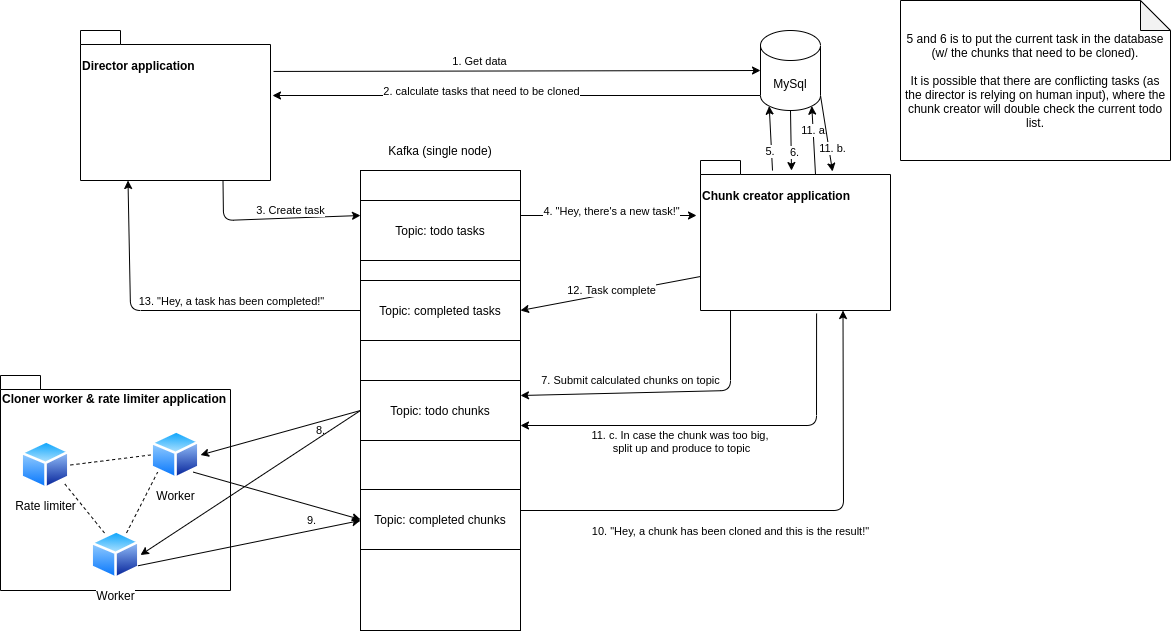 5 and 6 is to put the current task in the database
(w/ the chunks that need to be cloned).
It is possible that there are conflicting tasks (as
the director is relying on human input), where the
chunk creator will double check the current todo
list.
Director application
1. Get data
2. calculate tasks that need to be cloned
MySql
5.
6.
11. a.
11. b.
Kafka (single node)
3. Create task
Topic: todo tasks
4. "Hey, there's a new task!"
Chunk creator application
13. "Hey, a task has been completed!"
Topic: completed tasks
12. Task complete
7. Submit calculated chunks on topic
Cloner worker & rate limiter application
Topic: todo chunks
8.
11. c. In case the chunk was too big,
split up and produce to topic
Rate limiter
Worker
9.
Topic: completed chunks
10. "Hey, a chunk has been cloned and this is the result!"
Worker